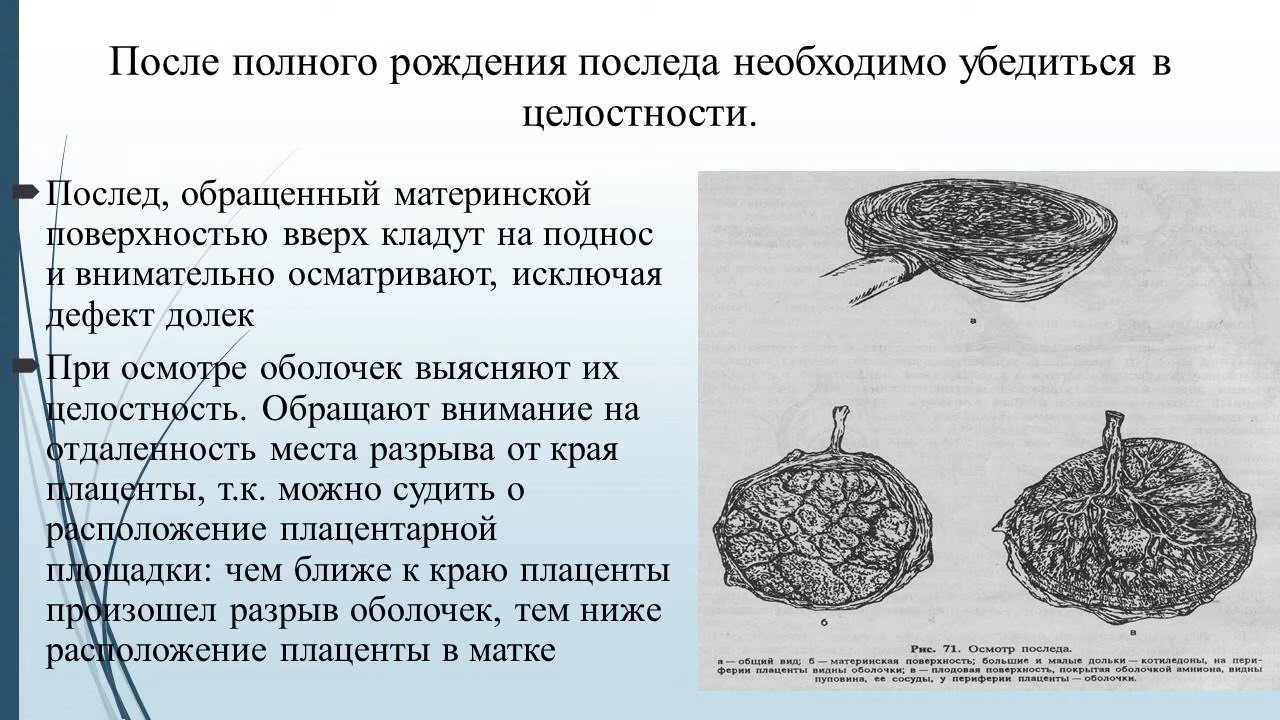 После полного рождения последа необходимо убедиться в
целостности.
Послед, обращенный материнской
поверхностью вверх кладут на поднос
и внимательно осматривают, исключая
дефект долек
При осмотре оболочек выясняют их
целостность. Обращают внимание на
отдаленность места разрыва от края
плаценты, т.к. можно судить о
расположение плацентарной
площадки: чем ближе к краю плаценты
произошел разрыв оболочек, тем ниже
расположение плаценты в матке
а
б
в
Рис. 71. Осмотр последа.
а — общий вид; б — материнская поверхность; большие и малые дольки — котиледоны, на пери-
ферии плаценты видны оболочки; в — плодовая поверхность, покрытая оболочкой амниона, видны
пуповина, ее сосуды, у периферии плаценты — оболочки.